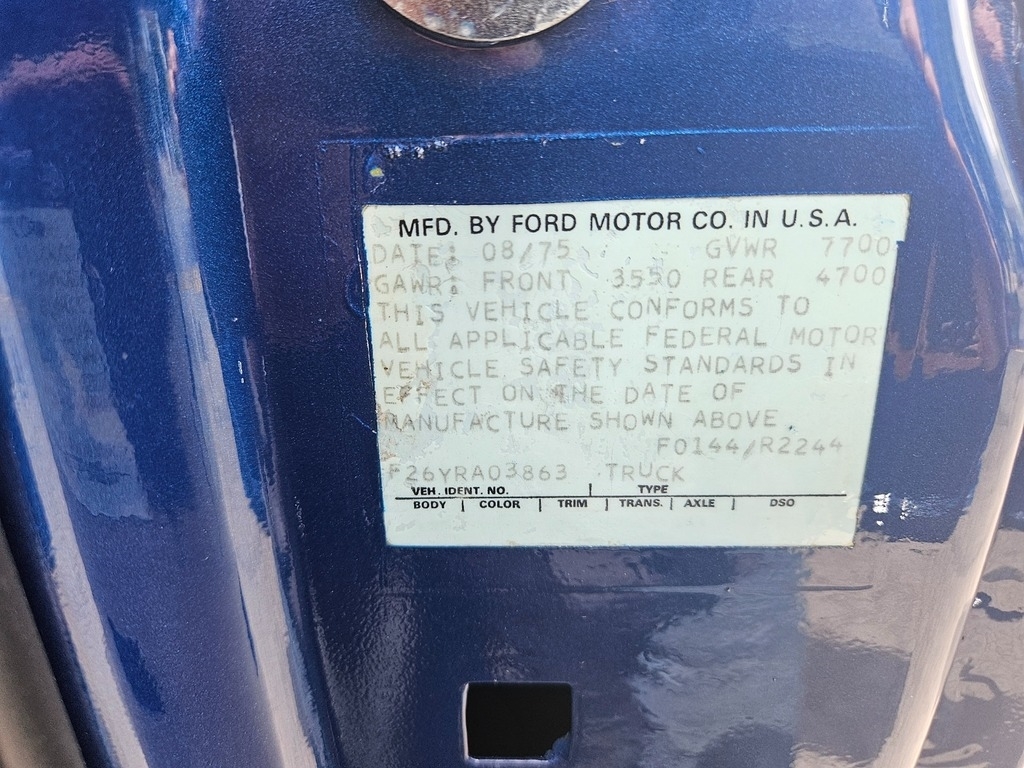 MFD. BY FORD MOTOR CO. IN U.S.A.
DATE: 08/75 GVWR 7700
GAWR: FRONT 3550 REAR 4700
THIS VEHICLE CONFORMS TO
ALL APPLICABLE FEDERAL MOTOR
VEHICLE SAFETY STANDARDS IN
EFFECT ON THE DATE OF
MANUFACTURE SHOWN ABOVE.
F0144/R2244
F26YRA03863 TRUCK
VEH. IDENT. NO. | TYPE
BODY | COLOR | TRIM | TRANS. | AXLE | DSO